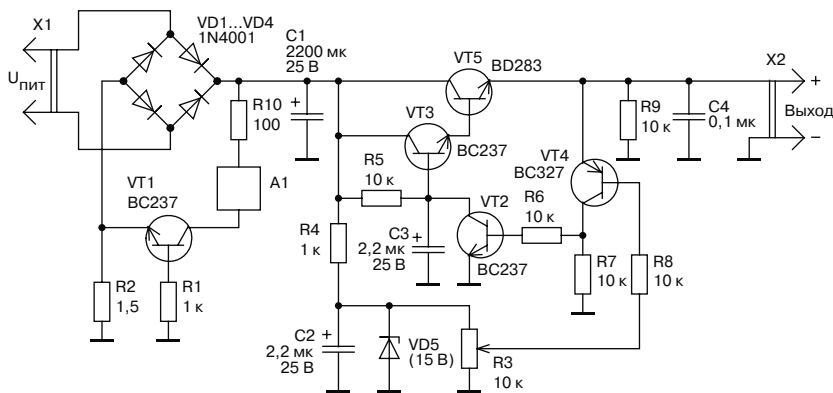 X1
Uпит
VD1...VD4
1N4001
C1
2200 мк
25 В
+
R10
100
A1
VT1
BC237
R2
1,5
R1
1 к
VT5
BD283
VT3
BC237
R5
10 к
R4
1 к
C3
2,2 мк
25 В
+
VT2
BC237
R6
10 к
VT4
BC327
R7
10 к
R8
10 к
R9
10 к
C4
0,1 мк
X2
+
Выход
–
C2
2,2 мк
25 В
+
VD5
(15 В)
R3
10 к